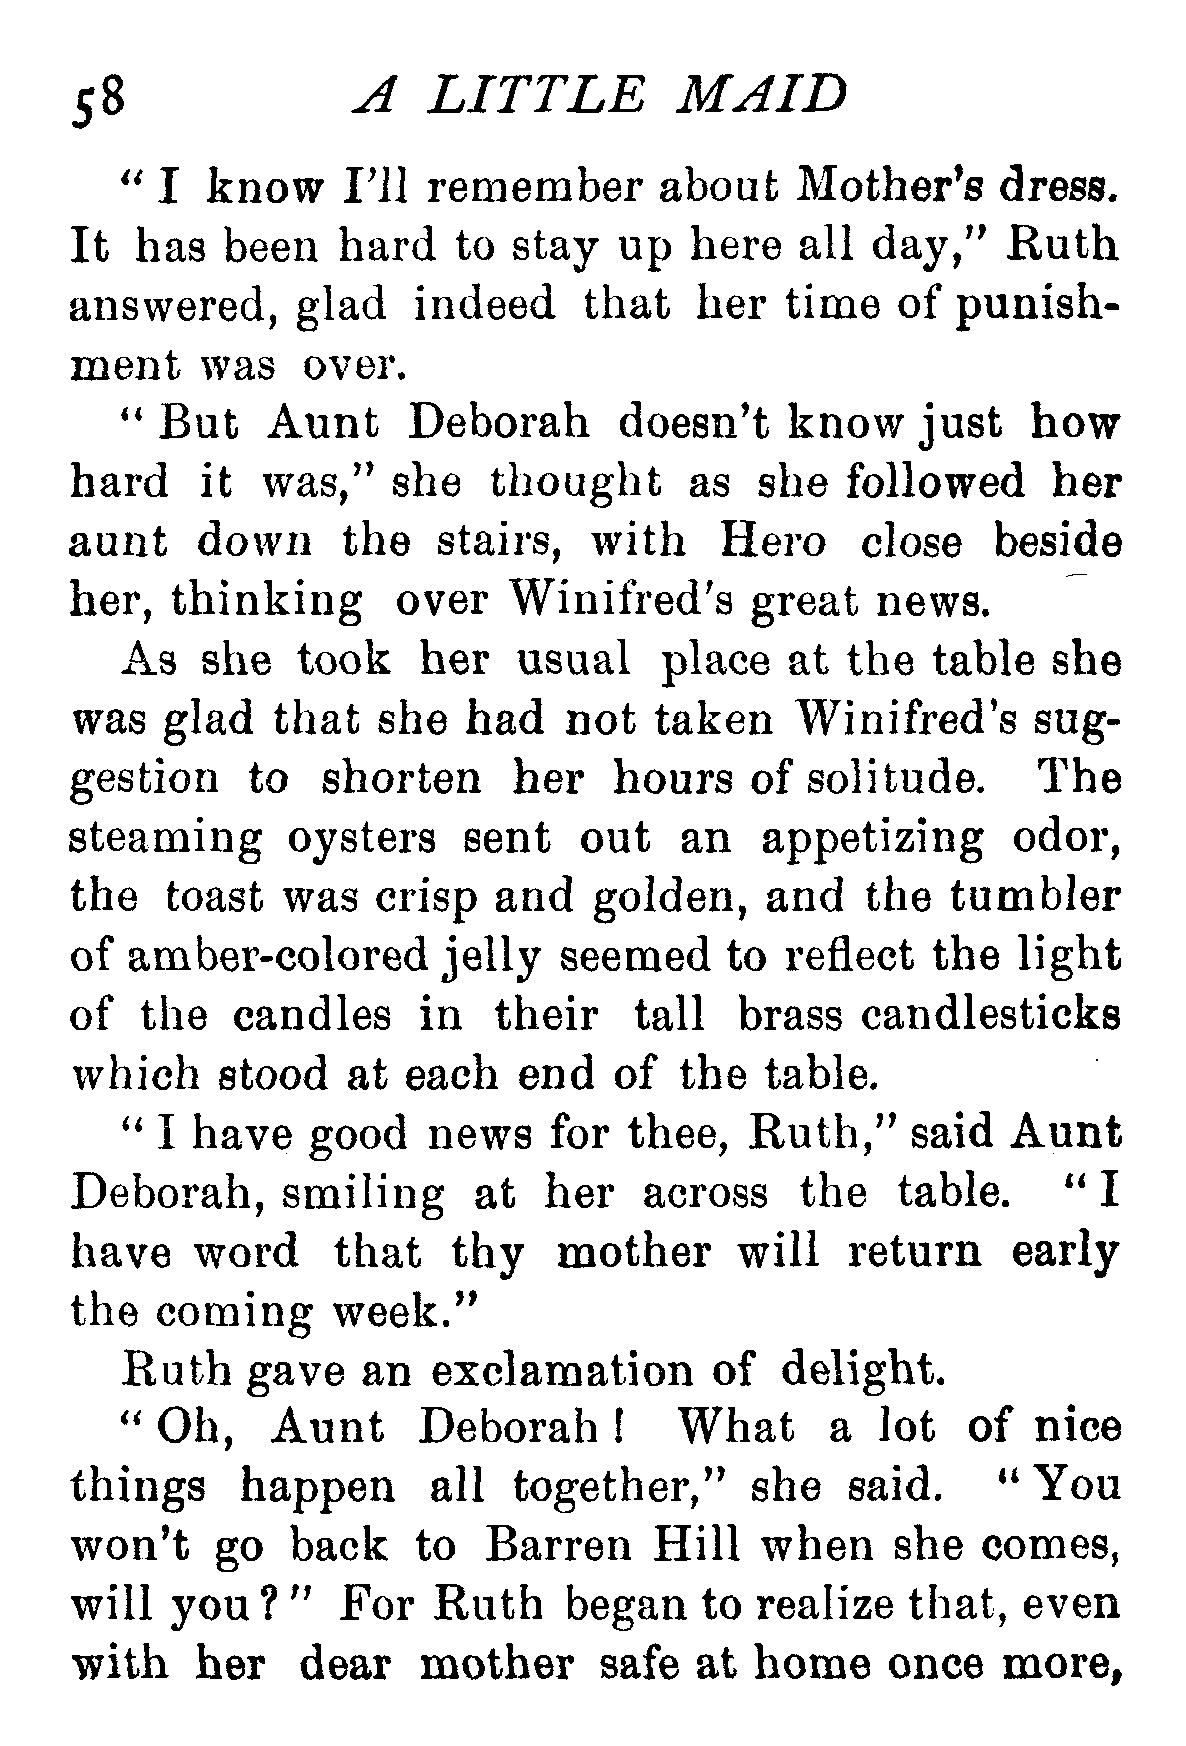 58 A LITTLE MAID
“ I know I’ll remember about Mother’s dress.
It has been hard to stay up here all day,” Ruth
answered, glad indeed that her time of punish-
ment was over.
“ But Aunt Deborah doesn’t know just how
hard it was,” she thought as she followed her
aunt down the stairs, with Hero close beside
her, thinking over Winifred’s great news.
As she took her usual place at the table she
was glad that she had not taken Winifred’s sug-
gestion to shorten her hours of solitude. The
steaming oysters sent out an appetizing odor,
the toast was crisp and golden, and the tumbler
of amber-colored jelly seemed to reflect the light
of the candles in their tall brass candlesticks
which stood at each end of the table.
“ I have good news for thee, Ruth,” said Aunt
Deborah, smiling at her across the table. “ I
have word that thy mother will return early
the coming week.”
Ruth gave an exclamation of delight.
“ Oh, Aunt Deborah ! What a lot of nice
things happen all together,” she said. “ You
won’t go back to Barren Hill when she comes,
will you ? ” For Ruth began to realize that, even
with her dear mother safe at home once more,